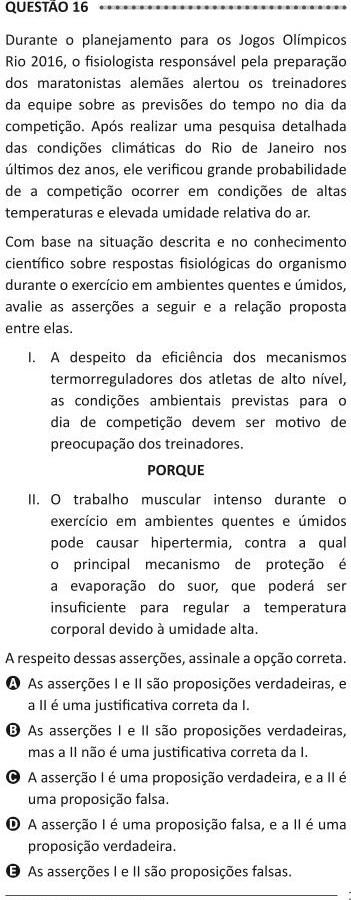 QUESTÃO 16
Durante o planejamento para os Jogos Olímpicos
Rio 2016, o fisiologista responsável pela preparação
dos maratonistas alemães alertou os treinadores
da equipe sobre as previsões do tempo no dia da
competição. Após realizar uma pesquisa detalhada
das condições climáticas do Rio de Janeiro nos
últimos dez anos, ele verificou grande probabilidade
de a competição ocorrer em condições de altas
temperaturas e elevada umidade relativa do ar.
Com base na situação descrita e no conhecimento
científico sobre respostas fisiológicas do organismo
durante o exercício em ambientes quentes e úmidos,
avalie as asserções a seguir e a relação proposta
entre elas.
I. A despeito da eficiência dos mecanismos
termorreguladores dos atletas de alto nível,
as condições ambientais previstas para o
dia de competição devem ser motivo de
preocupação dos treinadores.
PORQUE
II. O trabalho muscular intenso durante o
exercício em ambientes quentes e úmidos
pode causar hipertermia, contra a qual
o principal mecanismo de proteção é
a evaporação do suor, que poderá ser
insuficiente para regular a temperatura
corporal devido à umidade alta.
A respeito dessas asserções, assinale a opção correta.
A As asserções I e II são proposições verdadeiras, e
a II é uma justificativa correta da I.
B As asserções I e II são proposições verdadeiras,
mas a II não é uma justificativa correta da I.
C A asserção I é uma proposição verdadeira, e a II é
uma proposição falsa.
D A asserção I é uma proposição falsa, e a II é uma
proposição verdadeira.
E As asserções I e II são proposições falsas.